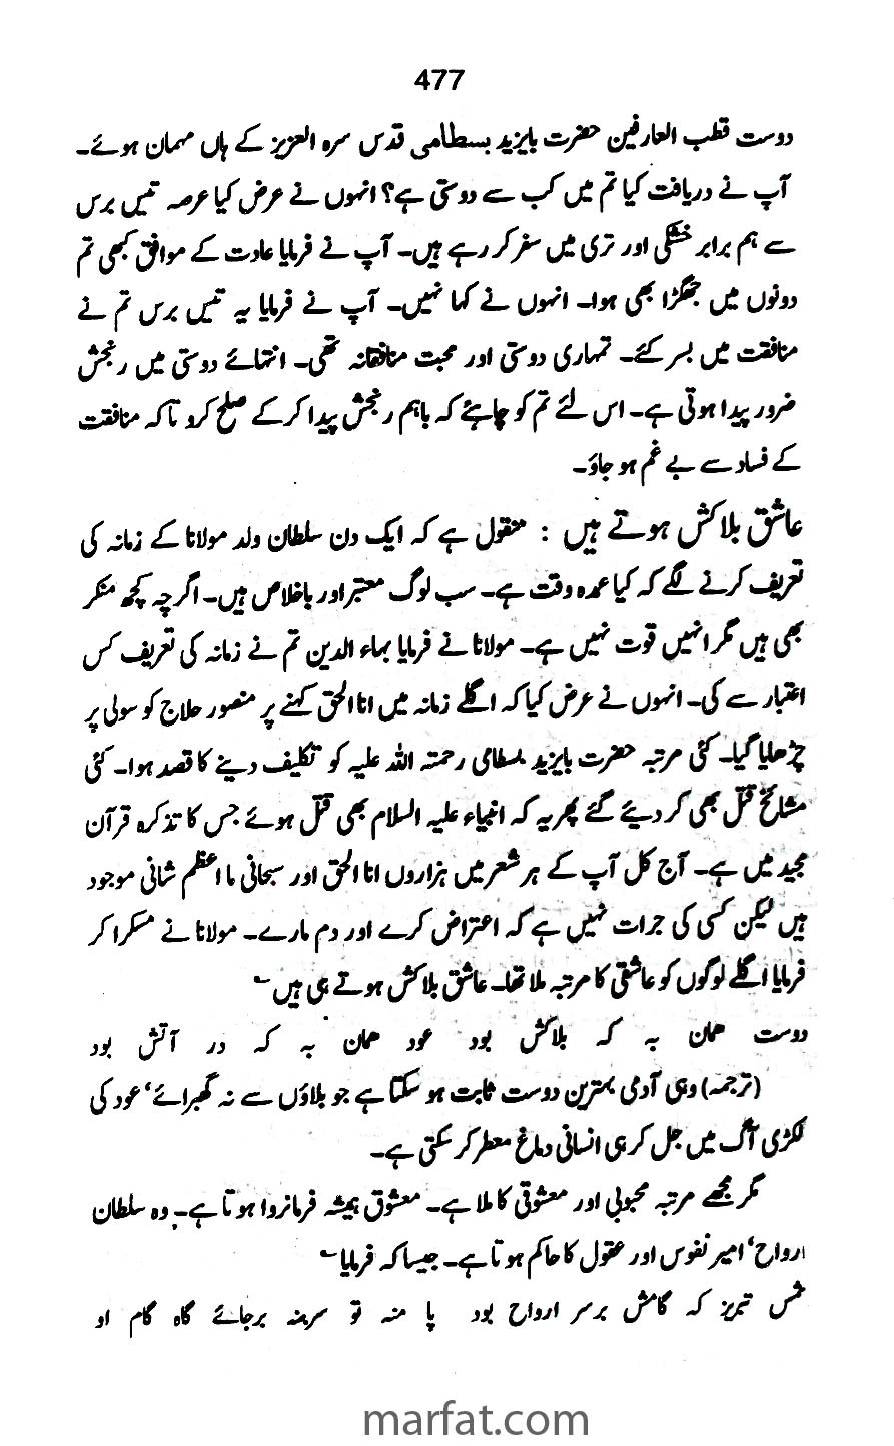 477
دوست قطب العارفین حضرت بایزید بسطامی قدس سرہ العزیز کے ہاں مہمان ہوئے۔
آپ نے دریافت کیا تم میں کب سے دوستی ہے؟ انہوں نے عرض کیا عرصہ تیس برس
سے ہم برابر خشکی اور تری میں سفر کر رہے ہیں۔ آپ نے فرمایا عادت کے موافق کبھی تم
دونوں میں جھگڑا بھی ہوا۔ انہوں نے کہا نہیں۔ آپ نے فرمایا یہ تیس برس تم نے
منافقت میں بسر کئے۔ تمہاری دوستی اور محبت منافقانہ تھی۔ انتہائے دوستی میں رنجش
ضرور پیدا ہوتی ہے۔ اس لئے تم کو چاہئے کہ باہم رنجش پیدا کر کے صلح کرو تاکہ منافقت
کے فساد سے بے غم ہو جاؤ۔
عاشق بلاکش ہوتے ہیں : منقول ہے کہ ایک دن سلطان ولد مولانا کے زمانہ کی
تعریف کرنے لگے کہ کیا عمدہ وقت ہے۔ سب لوگ معتبر اور باخلاص ہیں۔ اگرچہ کچھ منکر
بھی ہیں مگر انہیں قوت نہیں ہے۔ مولانا نے فرمایا بہاء الدین تم نے زمانہ کی تعریف کس
اعتبار سے کی۔ انہوں نے عرض کیا کہ اگلے زمانہ میں انا الحق کہنے پر منصور حلاج کو سولی پر
چڑھایا گیا۔ کئی مرتبہ حضرت بایزید بسطامی رحمتہ اللہ علیہ کو تکلیف دینے کا قصد ہوا۔ کئی
مشائخ قتل بھی کر دیئے گئے پھر یہ کہ انبیاء علیہ السلام بھی قتل ہوئے جس کا تذکرہ قرآن
مجید میں ہے۔ آج کل آپ کے ہر شعر میں ہزاروں انا الحق اور سبحانی ما اعظم شانی موجود
ہیں لیکن کسی کی جرات نہیں ہے کہ اعتراض کرے اور دم مارے۔ مولانا نے مسکرا کر
فرمایا اگلے لوگوں کو عاشقی کا مرتبہ ملا تھا۔ عاشق بلاکش ہوتے ہی ہیں ؎
دوست ہمان بہ کہ بلاکش بود عود ہمان بہ کہ در آتش بود
(ترجمہ) وہی آدمی بہترین دوست ثابت ہو سکتا ہے جو بلاؤں سے نہ گھبرائے، عود کی
لکڑی آگ میں جل کر ہی انسانی دماغ معطر کر سکتی ہے۔
مگر مجھے مرتبہ محبوبی اور معشوقی کا ملا ہے۔ معشوق ہمیشہ فرمانروا ہوتا ہے۔ وہ سلطان
ارواح، امیر نفوس اور عقول کا حاکم ہوتا ہے۔ جیسا کہ فرمایا ؎
شمس تبریز کہ گامش بر سر ارواح بود پا منہ تو سر بنہ بر جائے گاہ گام او
marfat.com